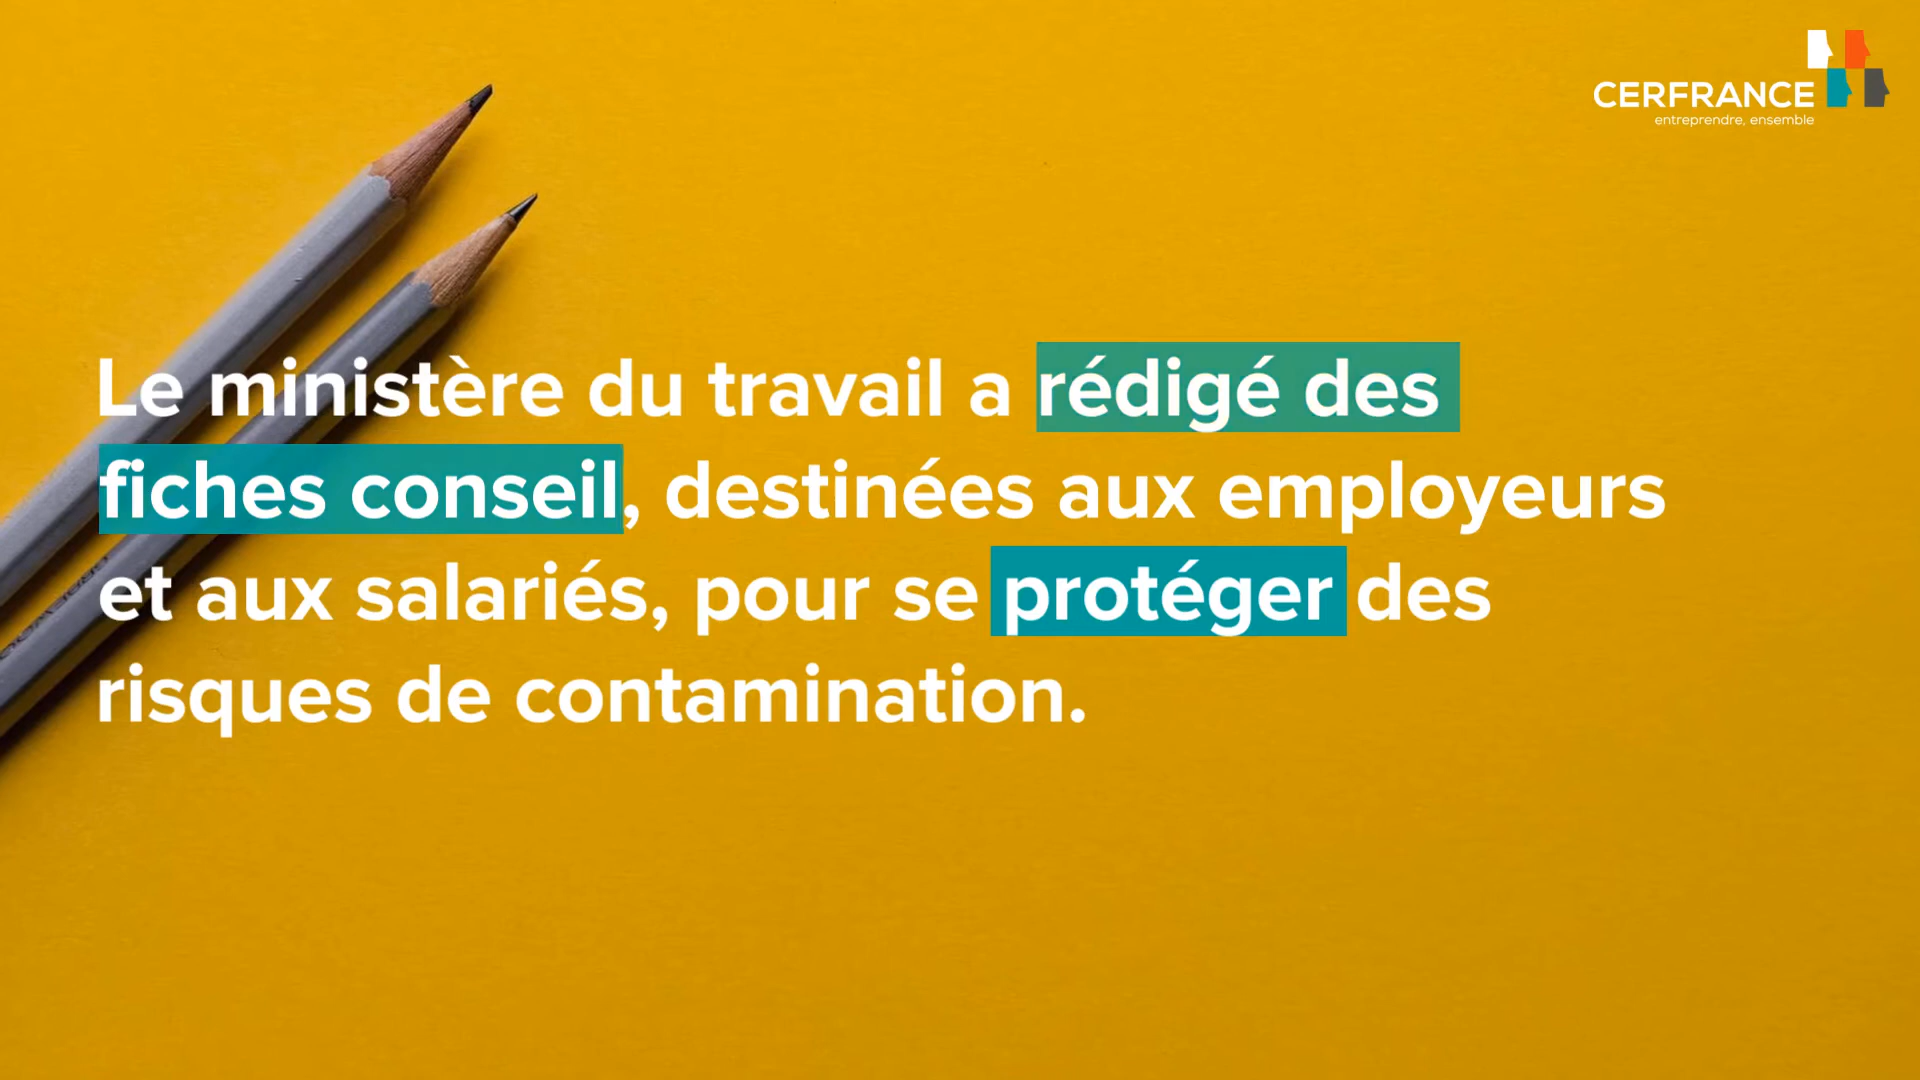 CERFRANCE
entreprendre, ensemble
Le ministère du travail a rédigé des
fiches conseil, destinées aux employeurs
et aux salariés, pour se protéger des
risques de contamination.